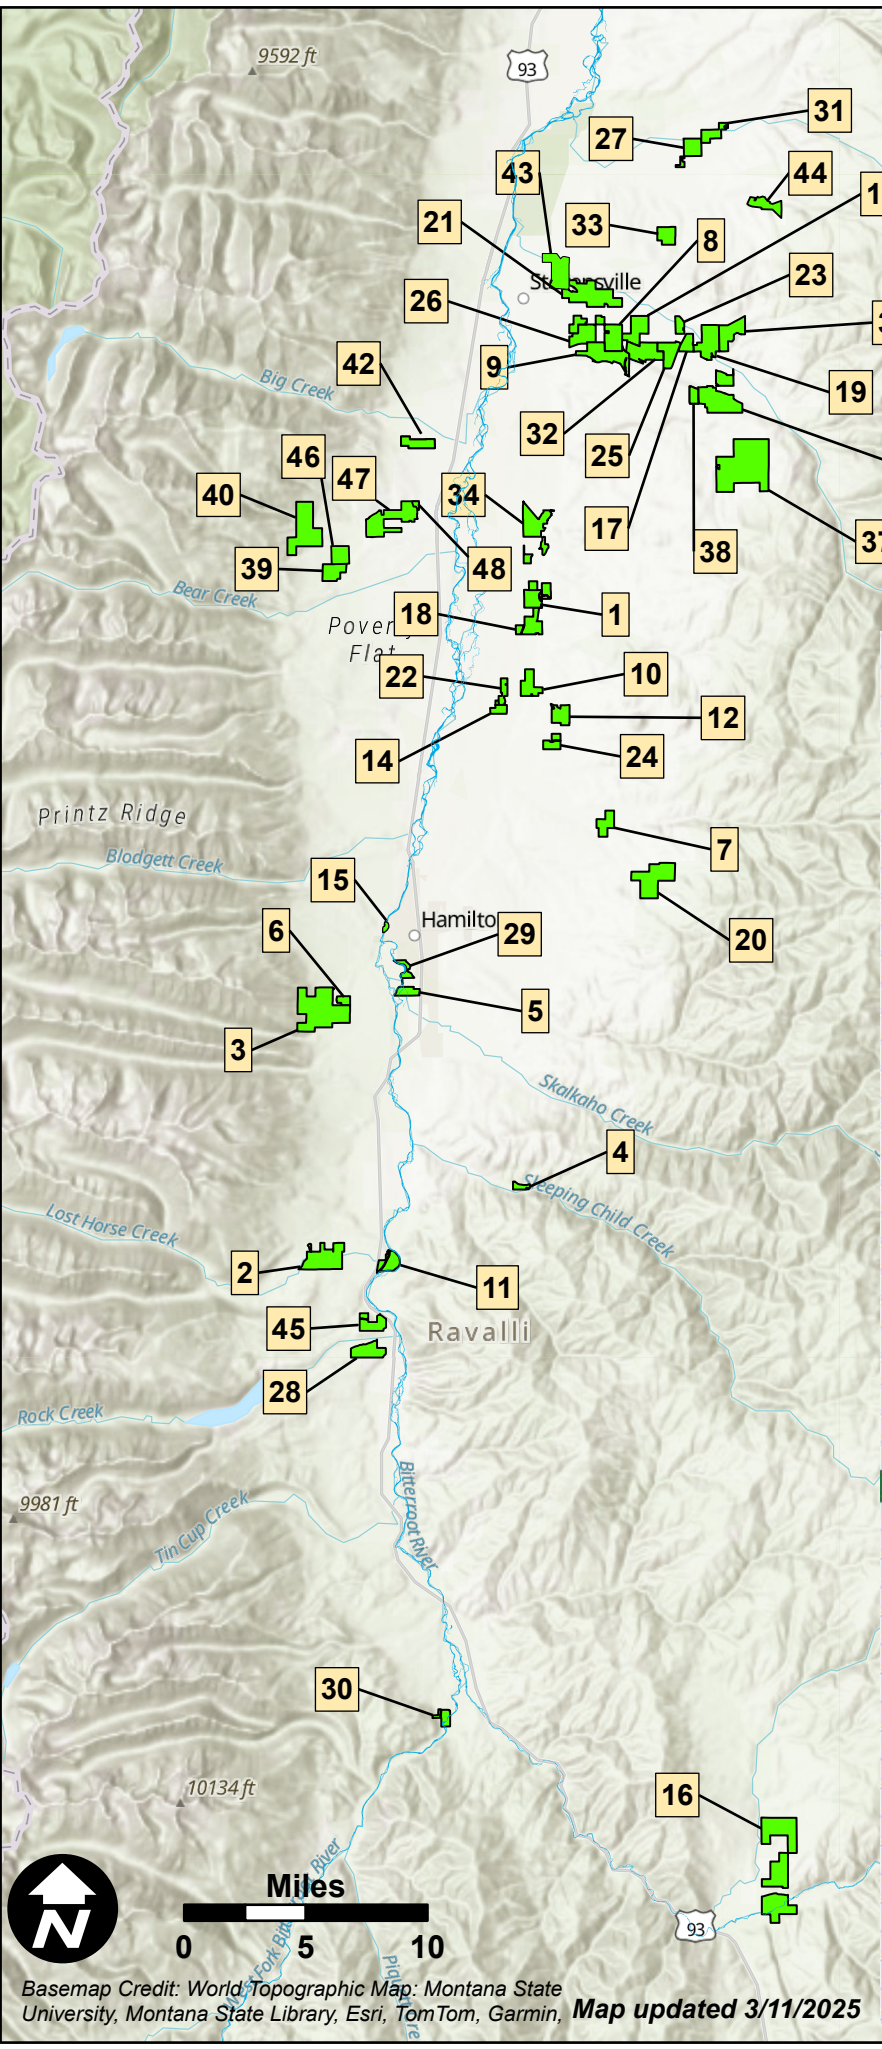 9592 ft
93
31
27
43
44
1
21
33
8
23
26
Stevensville
3
42
9
19
Big Creek
32
46
25
40
47
34
17
37
38
39
48
Bear Creek
18
1
Poverty
Flat
22
10
12
14
24
Printz Ridge
7
Blodgett Creek
15
Hamilto
6
29
20
5
3
Skalkaho Creek
4
Sleeping Child Creek
Lost Horse Creek
2
11
45
Ravalli
28
Rock Creek
Bitterroot River
9981 ft
Tin Cup Creek
30
10134 ft
16
West Fork Bitterroot River
Miles
N
0 5 10
93
Basemap Credit: World Topographic Map: Montana State
University, Montana State Library, Esri, TomTom, Garmin,
Map updated 3/11/2025